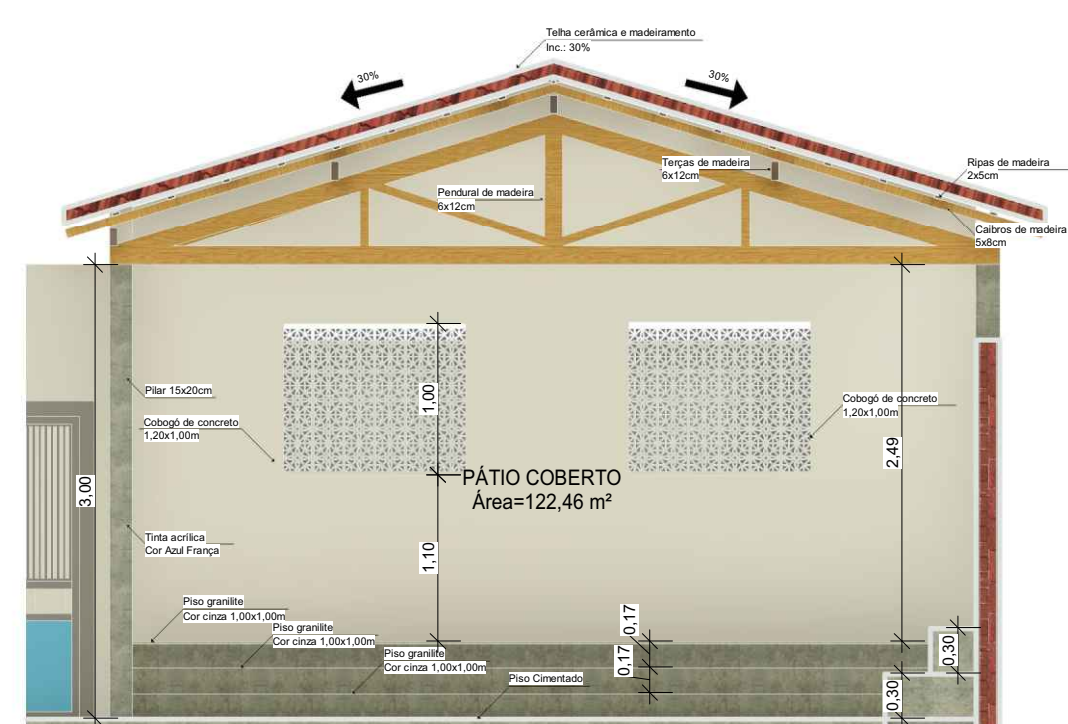 Telha cerâmica e madeiramento
Inc.: 30%
30%
30%
Terças de madeira
6x12cm
Ripas de madeira
2x5cm
Pendural de madeira
6x12cm
Caibros de madeira
5x8cm
Pilar 15x20cm
1,00
Cobogó de concreto
1,20x1,00m
Cobogó de concreto
1,20x1,00m
2,49
3,00
PÁTIO COBERTO
Área=122,46 m²
Tinta acrílica
Cor Azul França
1,10
Piso granilite
Cor cinza 1,00x1,00m
Piso granilite
Cor cinza 1,00x1,00m
Piso granilite
Cor cinza 1,00x1,00m
0,17
0,17
0,30
Piso Cimentado
0,30